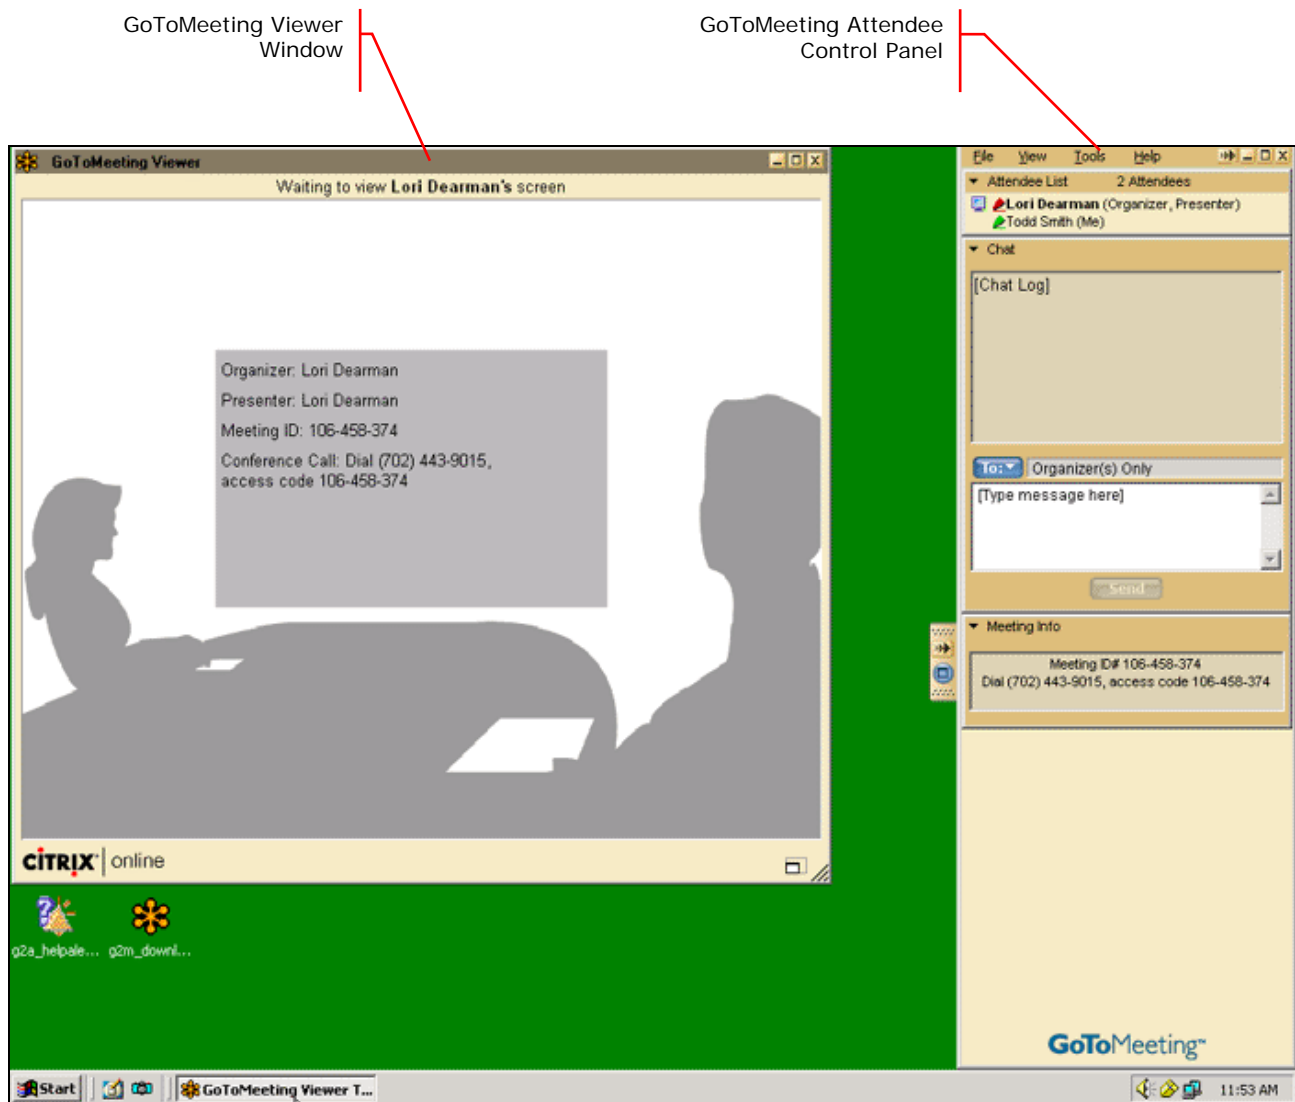 GoToMeeting Viewer
Window
GoToMeeting Attendee
Control Panel
GoToMeeting Viewer
Waiting to view Lori Dearman's screen
Organizer: Lori Dearman
Presenter: Lori Dearman
Meeting ID: 106-458-374
Conference Call: Dial (702) 443-9015,
access code 106-458-374
CITRIX online
File View Tools Help
Attendee List 2 Attendees
Lori Dearman (Organizer, Presenter)
Todd Smith (Me)
Chat
[Chat Log]
To: Organizer(s) Only
[Type message here]
Send
Meeting Info
Meeting ID# 106-458-374
Dial (702) 443-9015, access code 106-458-374
GoToMeeting™
g2a_helpale... g2m_downl...
Start GoToMeeting Viewer T... 11:53 AM